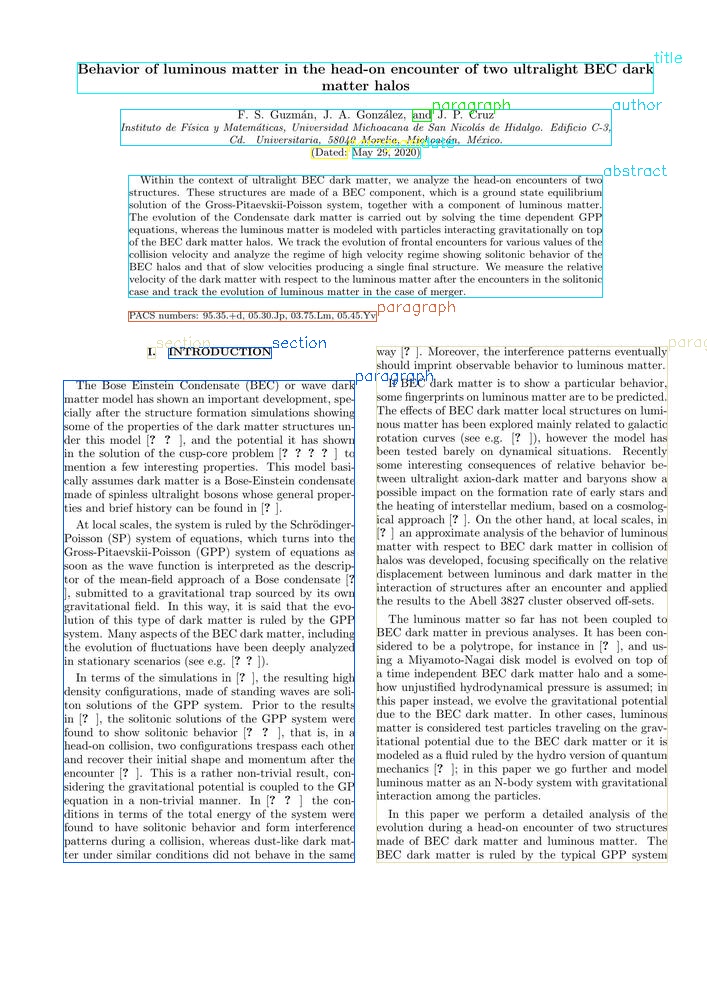 title
Behavior of luminous matter in the head-on encounter of two ultralight BEC dark
matter halos
paragraph
author
F. S. Guzmán, J. A. González, and J. P. Cruz
Instituto de Física y Matemáticas, Universidad Michoacana de San Nicolás de Hidalgo. Edificio C-3,
Cd. Universitaria, 58040 Morelia, Michoacán, México.
(Dated: May 29, 2020)
abstract
Within the context of ultralight BEC dark matter, we analyze the head-on encounters of two
structures. These structures are made of a BEC component, which is a ground state equilibrium
solution of the Gross-Pitaevskii-Poisson system, together with a component of luminous matter.
The evolution of the Condensate dark matter is carried out by solving the time dependent GPP
equations, whereas the luminous matter is modeled with particles interacting gravitationally on top
of the BEC dark matter halos. We track the evolution of frontal encounters for various values of the
collision velocity and analyze the regime of high velocity regime showing solitonic behavior of the
BEC halos and that of slow velocities producing a single final structure. We measure the relative
velocity of the dark matter with respect to the luminous matter after the encounters in the solitonic
case and track the evolution of luminous matter in the case of merger.
paragraph
PACS numbers: 95.35.+d, 05.30.Jp, 03.75.Lm, 05.45.Yv
section
section
I. INTRODUCTION
paragraph
The Bose Einstein Condensate (BEC) or wave dark
matter model has shown an important development, spe-
cially after the structure formation simulations showing
some of the properties of the dark matter structures un-
der this model [? ? ], and the potential it has shown
in the solution of the cusp-core problem [? ? ? ? ] to
mention a few interesting properties. This model basi-
cally assumes dark matter is a Bose-Einstein condensate
made of spinless ultralight bosons whose general proper-
ties and brief history can be found in [? ].
At local scales, the system is ruled by the Schrödinger-
Poisson (SP) system of equations, which turns into the
Gross-Pitaevskii-Poisson (GPP) system of equations as
soon as the wave function is interpreted as the descrip-
tor of the mean-field approach of a Bose condensate [?
], submitted to a gravitational trap sourced by its own
gravitational field. In this way, it is said that the evo-
lution of this type of dark matter is ruled by the GPP
system. Many aspects of the BEC dark matter, including
the evolution of fluctuations have been deeply analyzed
in stationary scenarios (see e.g. [? ? ]).
In terms of the simulations in [? ], the resulting high
density configurations, made of standing waves are soli-
ton solutions of the GPP system. Prior to the results
in [? ], the solitonic solutions of the GPP system were
found to show solitonic behavior [? ? ], that is, in a
head-on collision, two configurations trespass each other
and recover their initial shape and momentum after the
encounter [? ]. This is a rather non-trivial result, con-
sidering the gravitational potential is coupled to the GP
equation in a non-trivial manner. In [? ? ] the con-
ditions in terms of the total energy of the system were
found to have solitonic behavior and form interference
patterns during a collision, whereas dust-like dark mat-
ter under similar conditions did not behave in the same
way [? ]. Moreover, the interference patterns eventually
should imprint observable behavior to luminous matter.
If BEC dark matter is to show a particular behavior,
some fingerprints on luminous matter are to be predicted.
The effects of BEC dark matter local structures on lumi-
nous matter has been explored mainly related to galactic
rotation curves (see e.g. [? ]), however the model has
been tested barely on dynamical situations. Recently
some interesting consequences of relative behavior be-
tween ultralight axion-dark matter and baryons show a
possible impact on the formation rate of early stars and
the heating of interstellar medium, based on a cosmolog-
ical approach [? ]. On the other hand, at local scales, in
[? ] an approximate analysis of the behavior of luminous
matter with respect to BEC dark matter in collision of
halos was developed, focusing specifically on the relative
displacement between luminous and dark matter in the
interaction of structures after an encounter and applied
the results to the Abell 3827 cluster observed off-sets.
The luminous matter so far has not been coupled to
BEC dark matter in previous analyses. It has been con-
sidered to be a polytrope, for instance in [? ], and us-
ing a Miyamoto-Nagai disk model is evolved on top of
a time independent BEC dark matter halo and a some-
how unjustified hydrodynamical pressure is assumed; in
this paper instead, we evolve the gravitational potential
due to the BEC dark matter. In other cases, luminous
matter is considered test particles traveling on the grav-
itational potential due to the BEC dark matter or it is
modeled as a fluid ruled by the hydro version of quantum
mechanics [? ]; in this paper we go further and model
luminous matter as an N-body system with gravitational
interaction among the particles.
In this paper we perform a detailed analysis of the
evolution during a head-on encounter of two structures
made of BEC dark matter and luminous matter. The
BEC dark matter is ruled by the typical GPP system